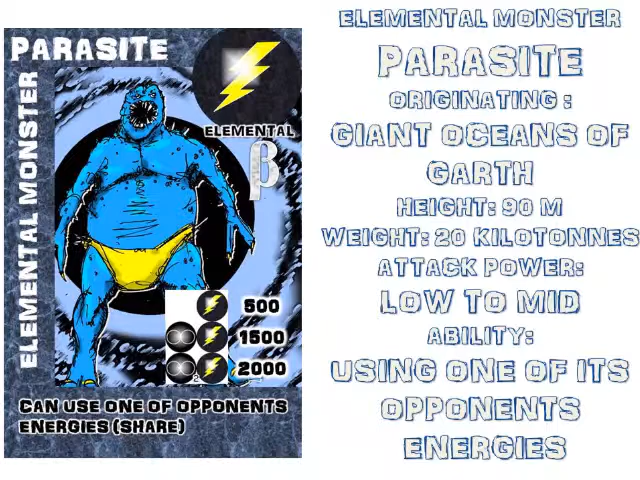 PARASITE
ELEMENTAL MONSTER
ELEMENTAL
β
500
1500
2000
CAN USE ONE OF OPPONENTS
ENERGIES (SHARE)
ELEMENTAL MONSTER
PARASITE
ORIGINATING :
GIANT OCEANS OF
GARTH
HEIGHT: 90 M
WEIGHT: 20 KILOTONNES
ATTACK POWER:
LOW TO MID
ABILITY:
USING ONE OF ITS
OPPONENTS
ENERGIES